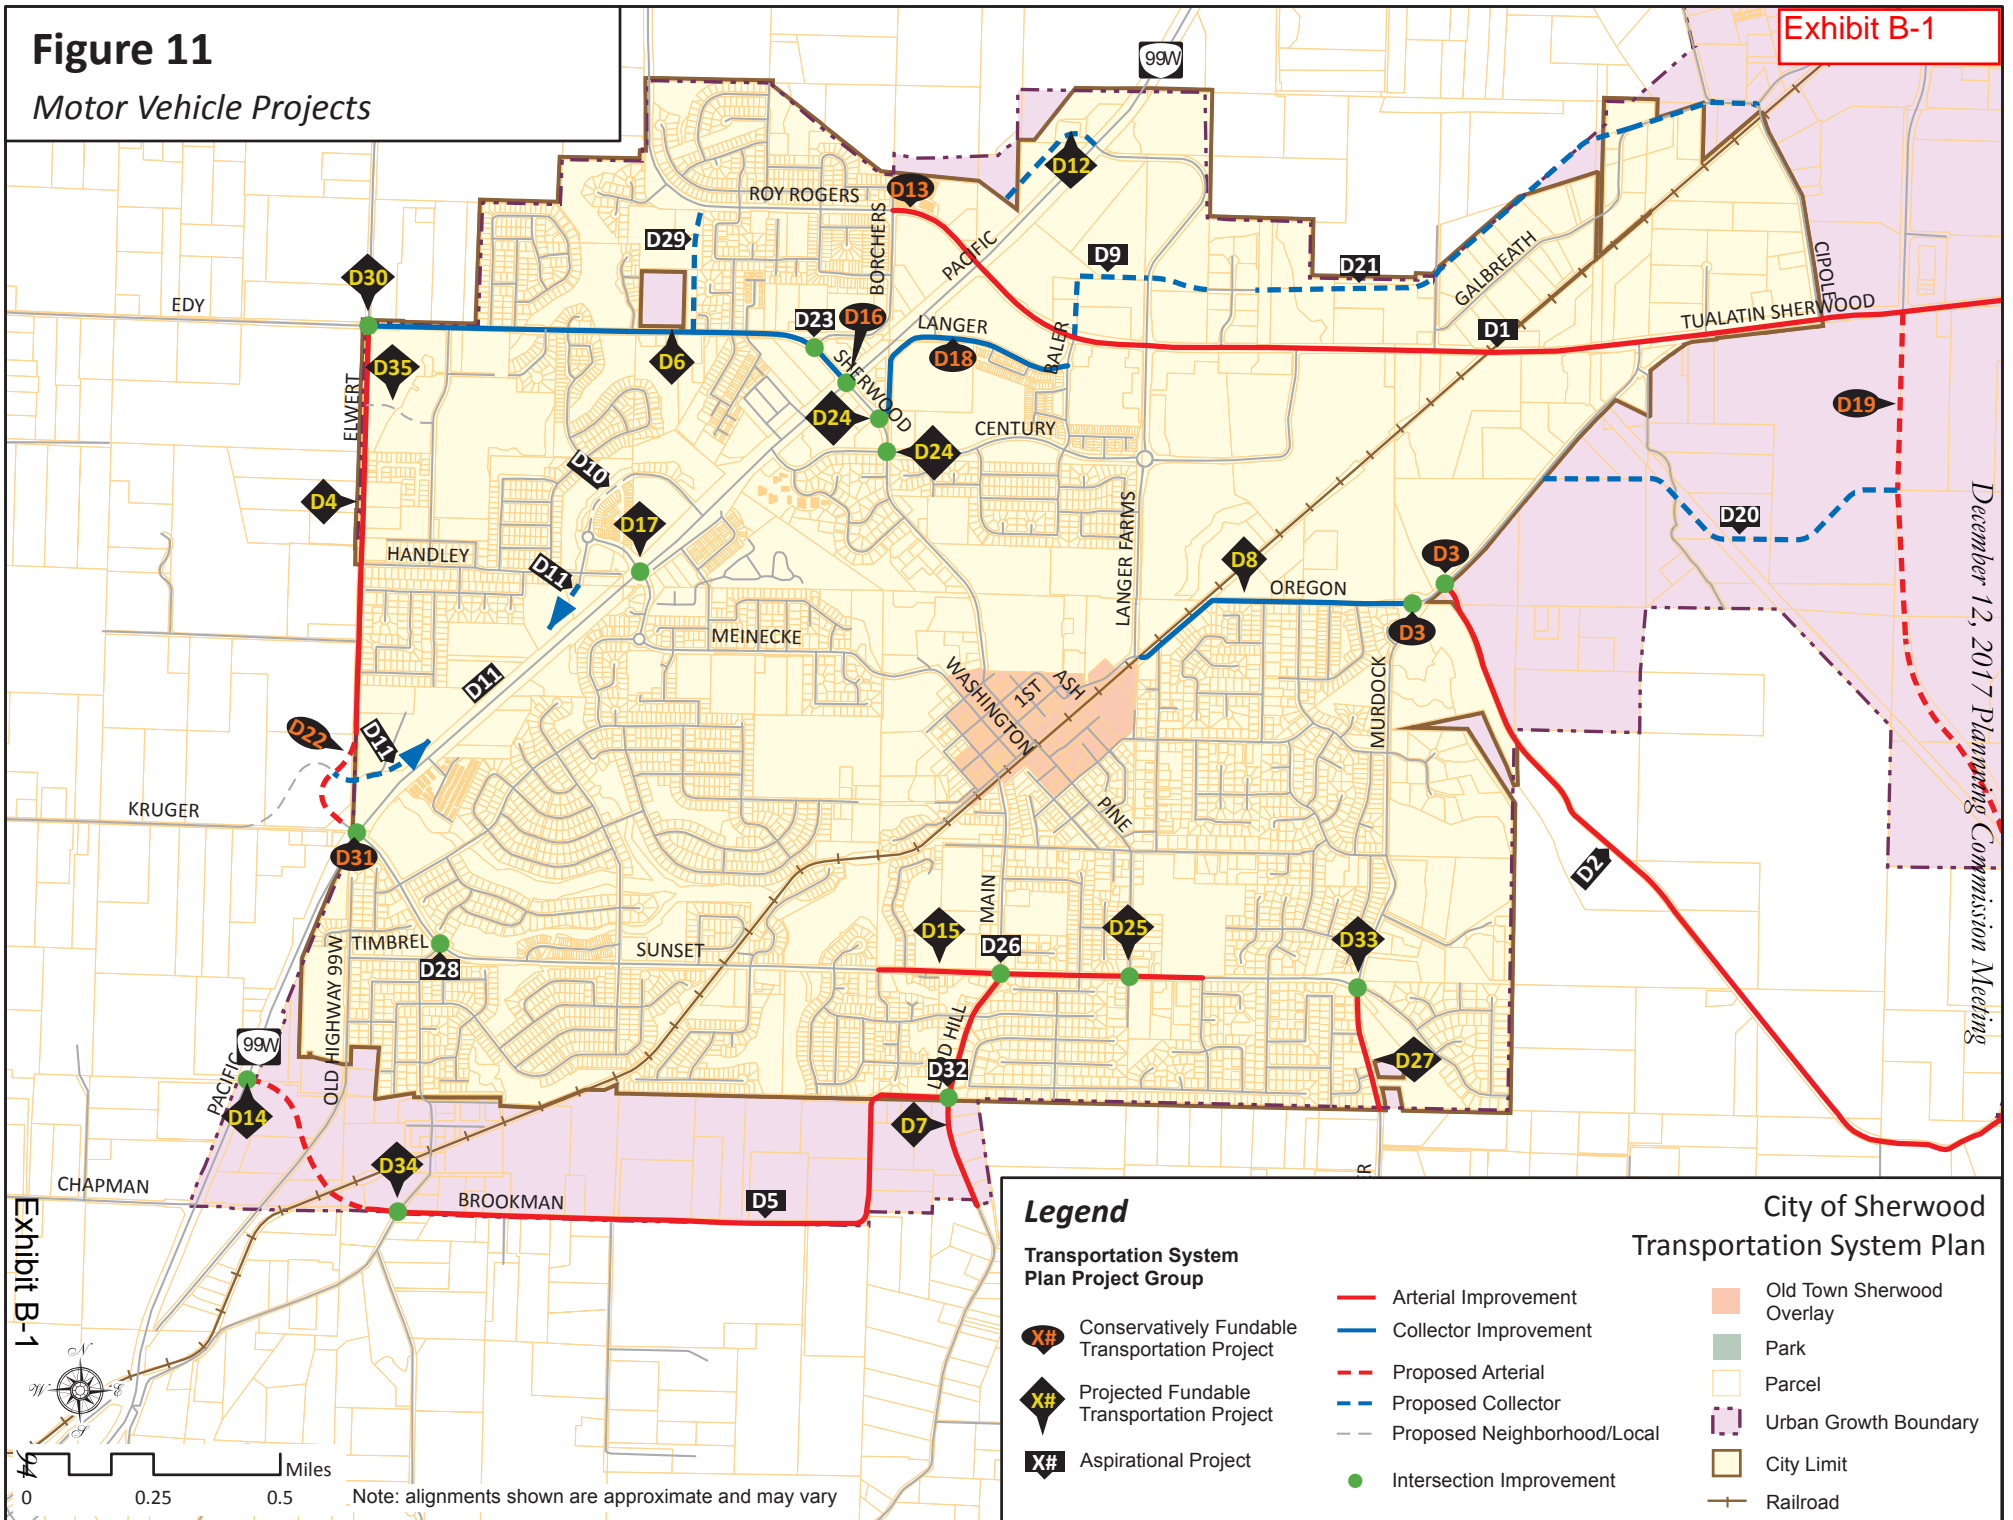 Figure 11
Motor Vehicle Projects
Exhibit B-1
99W
D12
ROY ROGERS
D13
BORCHERS
D29
PACIFIC
D9
D21
GALBREATH
CIPOLE
D30
EDY
TUALATIN SHERWOOD
D23
D16
LANGER
D18
BALER
D1
D6
SHERWOOD
D35
ELWERT
D24
D24
CENTURY
D19
D10
D4
D17
LANGER FARMS
D20
HANDLEY
D11
D8
D3
OREGON
D3
MEINECKE
MURDOCK
WASHINGTON
1ST
ASH
D11
D22
D11
KRUGER
PINE
D31
D2
December 12, 2017 Planning Commission Meeting
MAIN
D15
D26
D25
D33
TIMBREL
D28
SUNSET
OLD HIGHWAY 99W
99W
PACIFIC
D14
D32
D27
D7
D34
CHAPMAN
BROOKMAN
D5
ER
Exhibit B-1
N
W
E
S
94
Miles
0 0.25 0.5
Note: alignments shown are approximate and may vary
Legend
City of Sherwood
Transportation System Plan
Transportation System
Plan Project Group
X#
Conservatively Fundable
Transportation Project
X#
Projected Fundable
Transportation Project
X#
Aspirational Project
Arterial Improvement
Collector Improvement
Proposed Arterial
Proposed Collector
Proposed Neighborhood/Local
Intersection Improvement
Old Town Sherwood
Overlay
Park
Parcel
Urban Growth Boundary
City Limit
Railroad